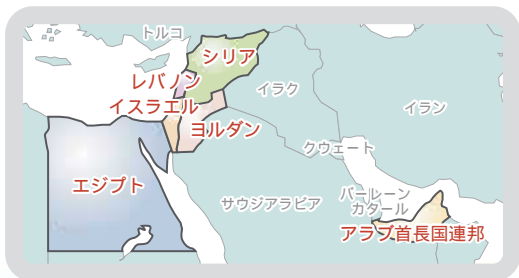 トルコ
シリア
レバノン
イスラエル
イラク
イラン
ヨルダン
クウェート
エジプト
サウジアラビア
バーレーン
カタール
アラブ首長国連邦